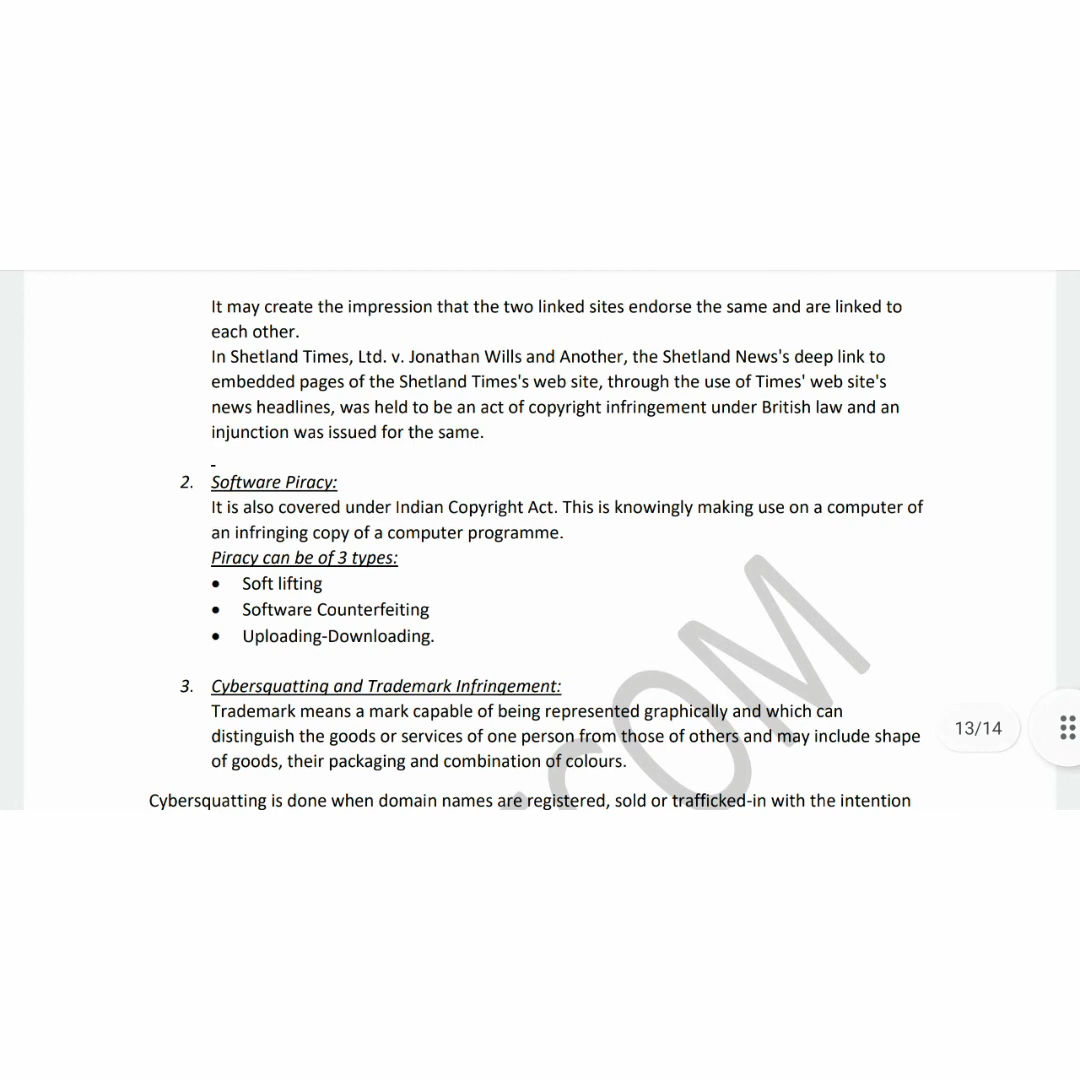 It may create the impression that the two linked sites endorse the same and are linked to
each other.
In Shetland Times, Ltd. v. Jonathan Wills and Another, the Shetland News's deep link to
embedded pages of the Shetland Times's web site, through the use of Times' web site's
news headlines, was held to be an act of copyright infringement under British law and an
injunction was issued for the same.
2. Software Piracy:
It is also covered under Indian Copyright Act. This is knowingly making use on a computer of
an infringing copy of a computer programme.
Piracy can be of 3 types:
• Soft lifting
• Software Counterfeiting
• Uploading-Downloading.
3. Cybersquatting and Trademark Infringement:
Trademark means a mark capable of being represented graphically and which can
distinguish the goods or services of one person from those of others and may include shape
of goods, their packaging and combination of colours.
Cybersquatting is done when domain names are registered, sold or trafficked-in with the intention
13/14
COM